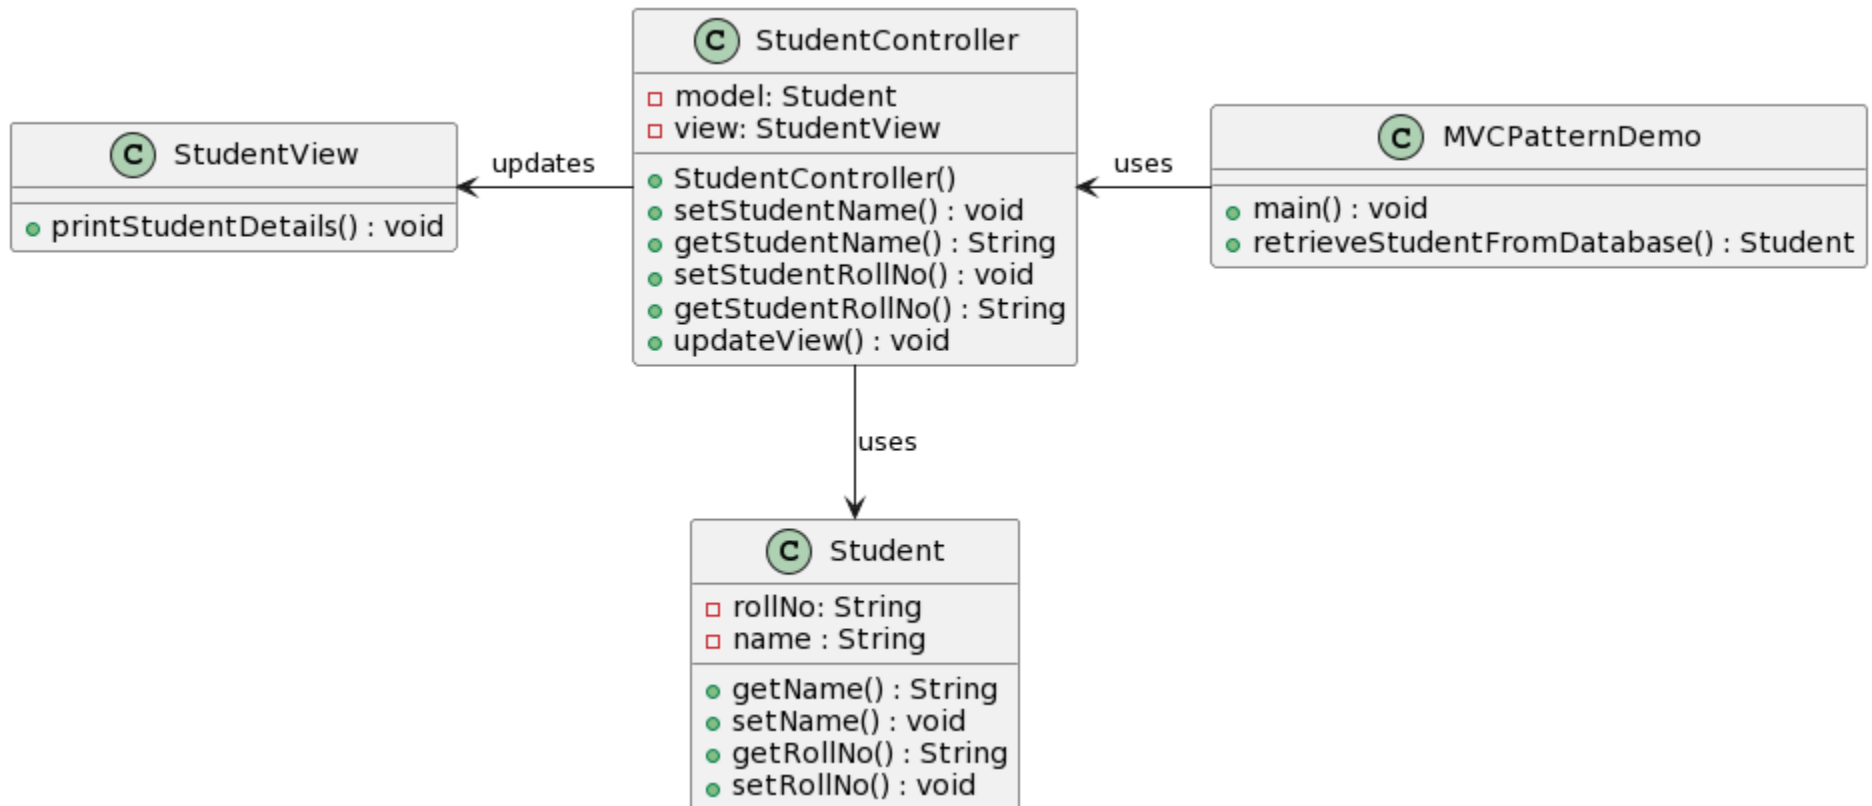 C StudentController
model: Student
view: StudentView
StudentController()
setStudentName() : void
getStudentName() : String
setStudentRollNo() : void
getStudentRollNo() : String
updateView() : void
C StudentView
printStudentDetails() : void
updates
uses
C MVCPatternDemo
main() : void
retrieveStudentFromDatabase() : Student
uses
C Student
rollNo: String
name : String
getName() : String
setName() : void
getRollNo() : String
setRollNo() : void